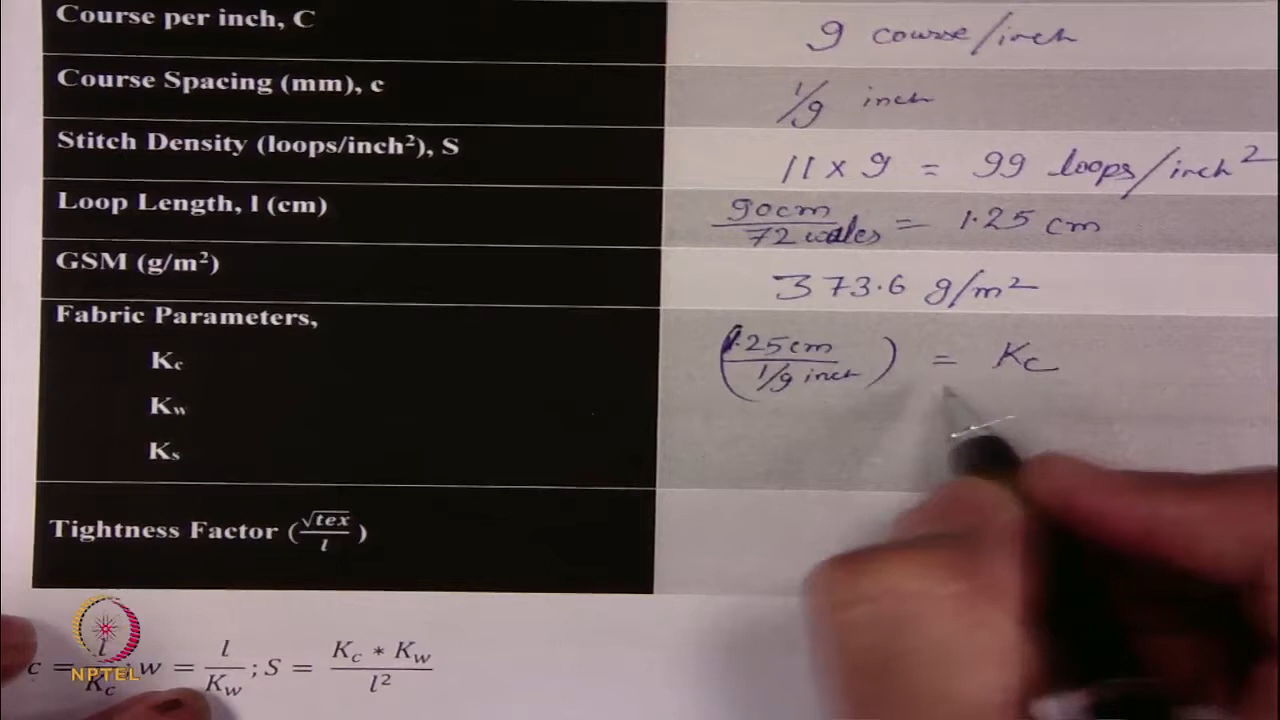 Course per inch, C 9 course/inch
Course Spacing (mm), c 1/9 inch
Stitch Density (loops/inch²), S 11 x 9 = 99 loops/inch²
Loop Length, l (cm) 90cm/72 wales = 1.25 cm
GSM (g/m²) 373.6 g/m²
Fabric Parameters,
Kc (1.25cm / 1/9 inch) = Kc
Kw
Ks
Tightness Factor (√tex/l)
c = l/Kc ; w = l/Kw ; S = Kc * Kw / l²
NPTEL